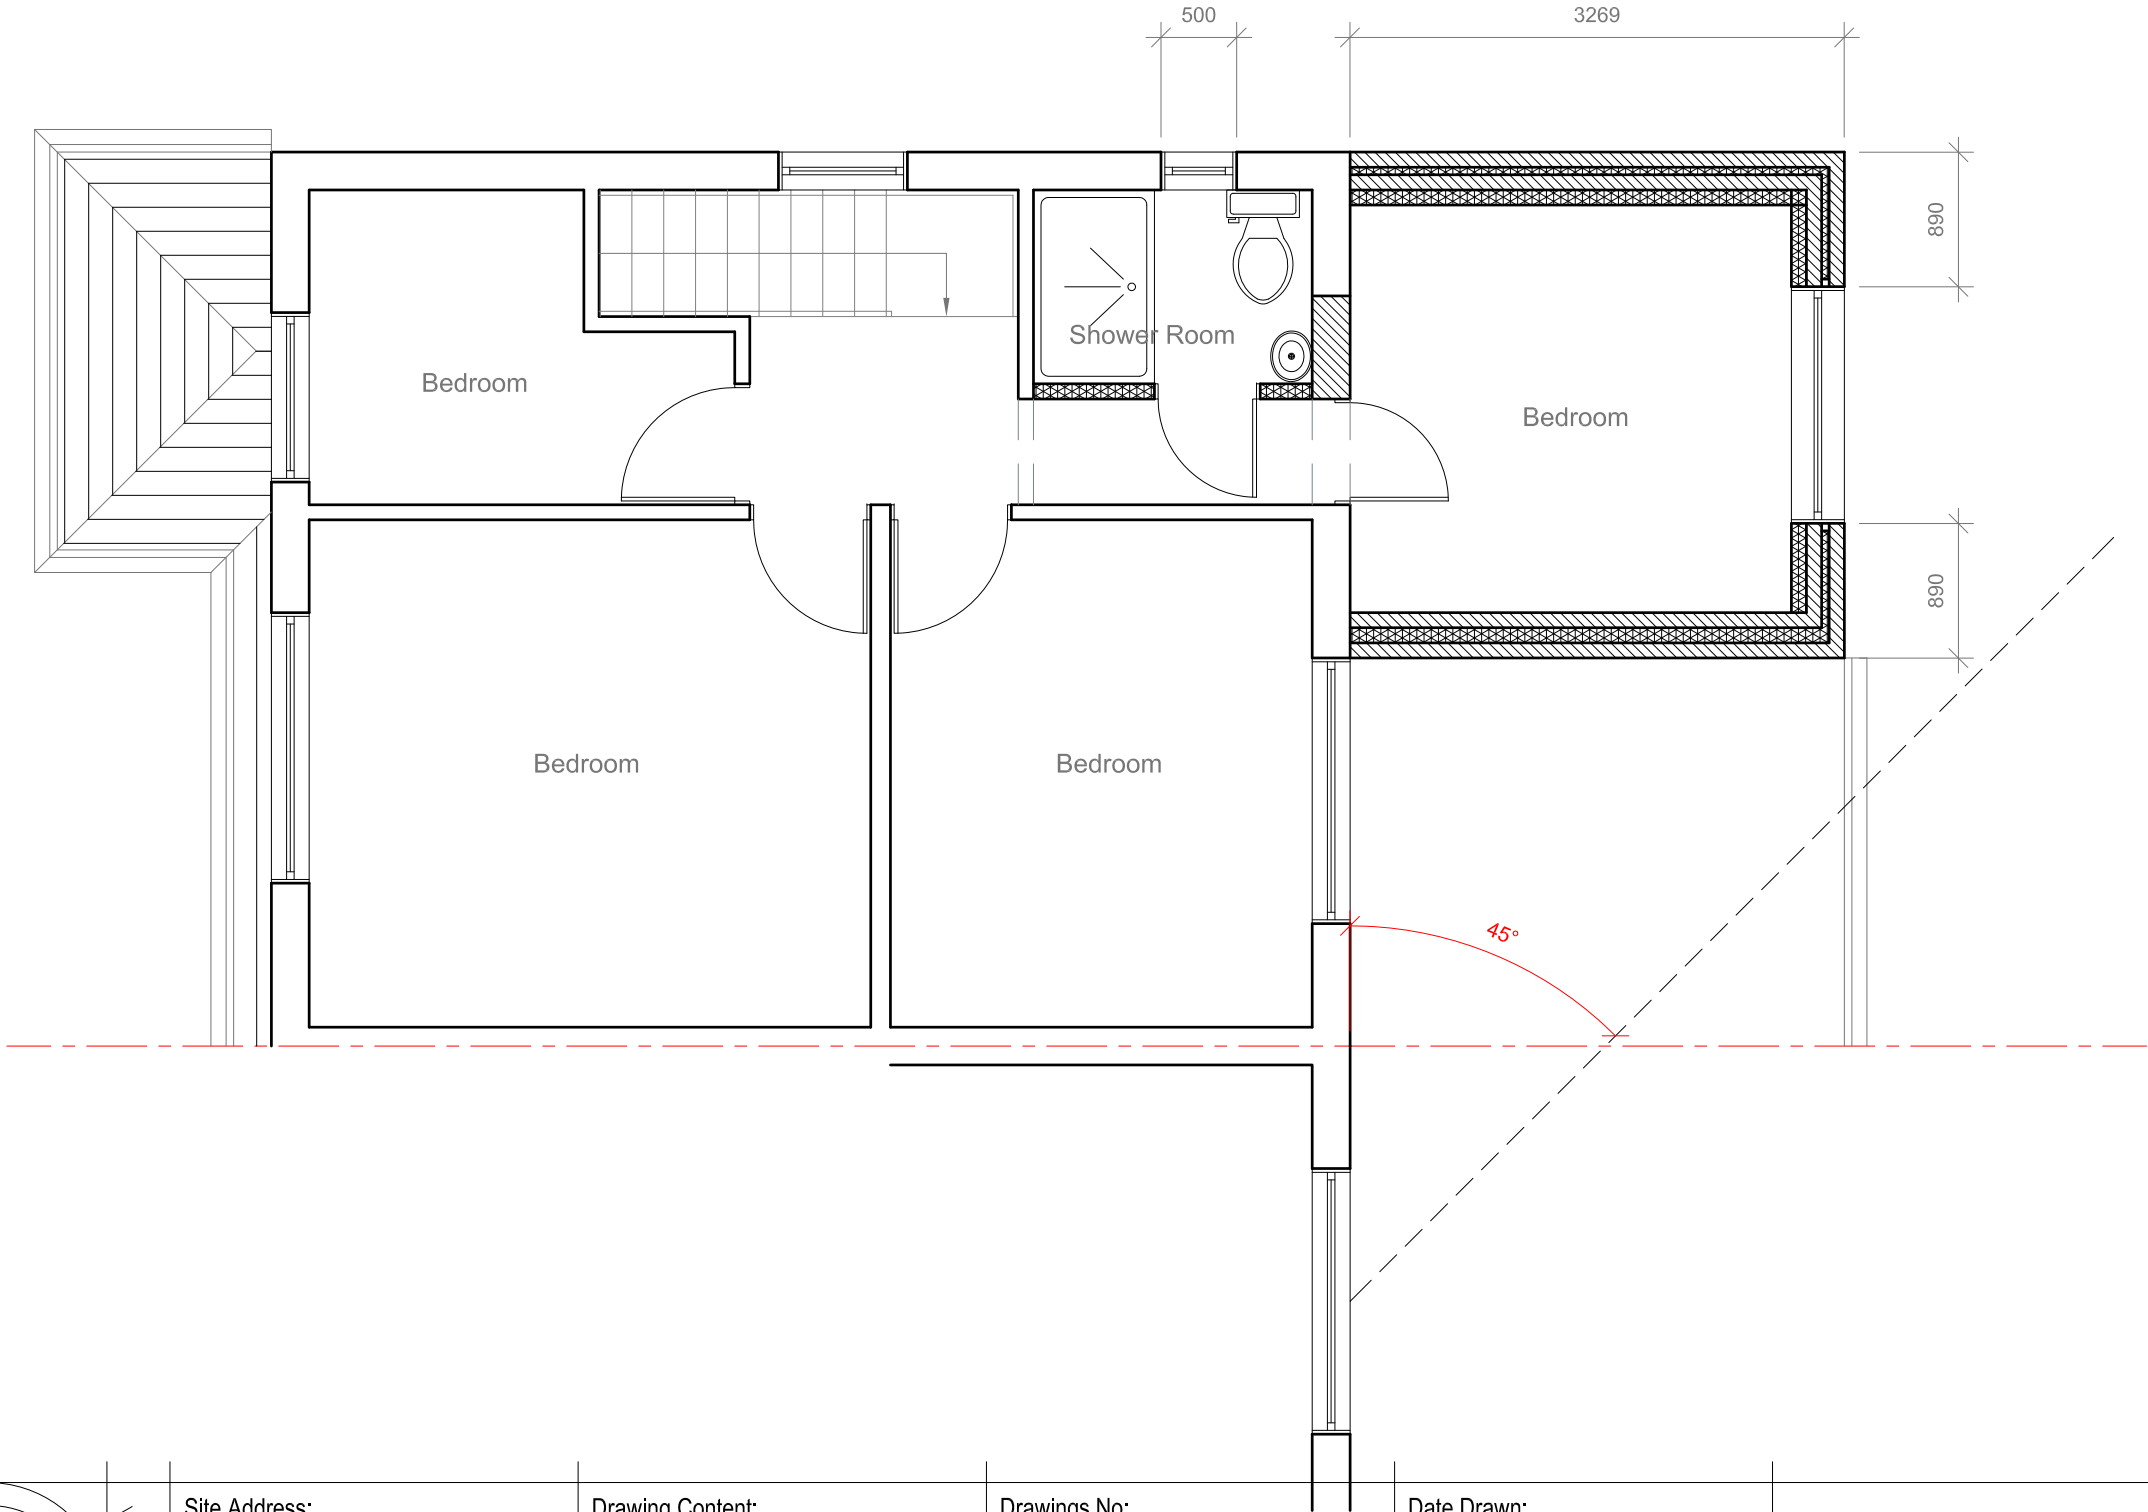 500
3269
890
Shower Room
Bedroom
Bedroom
890
Bedroom
Bedroom
45°
Site Address:
Drawing Content:
Drawings No:
Date Drawn: